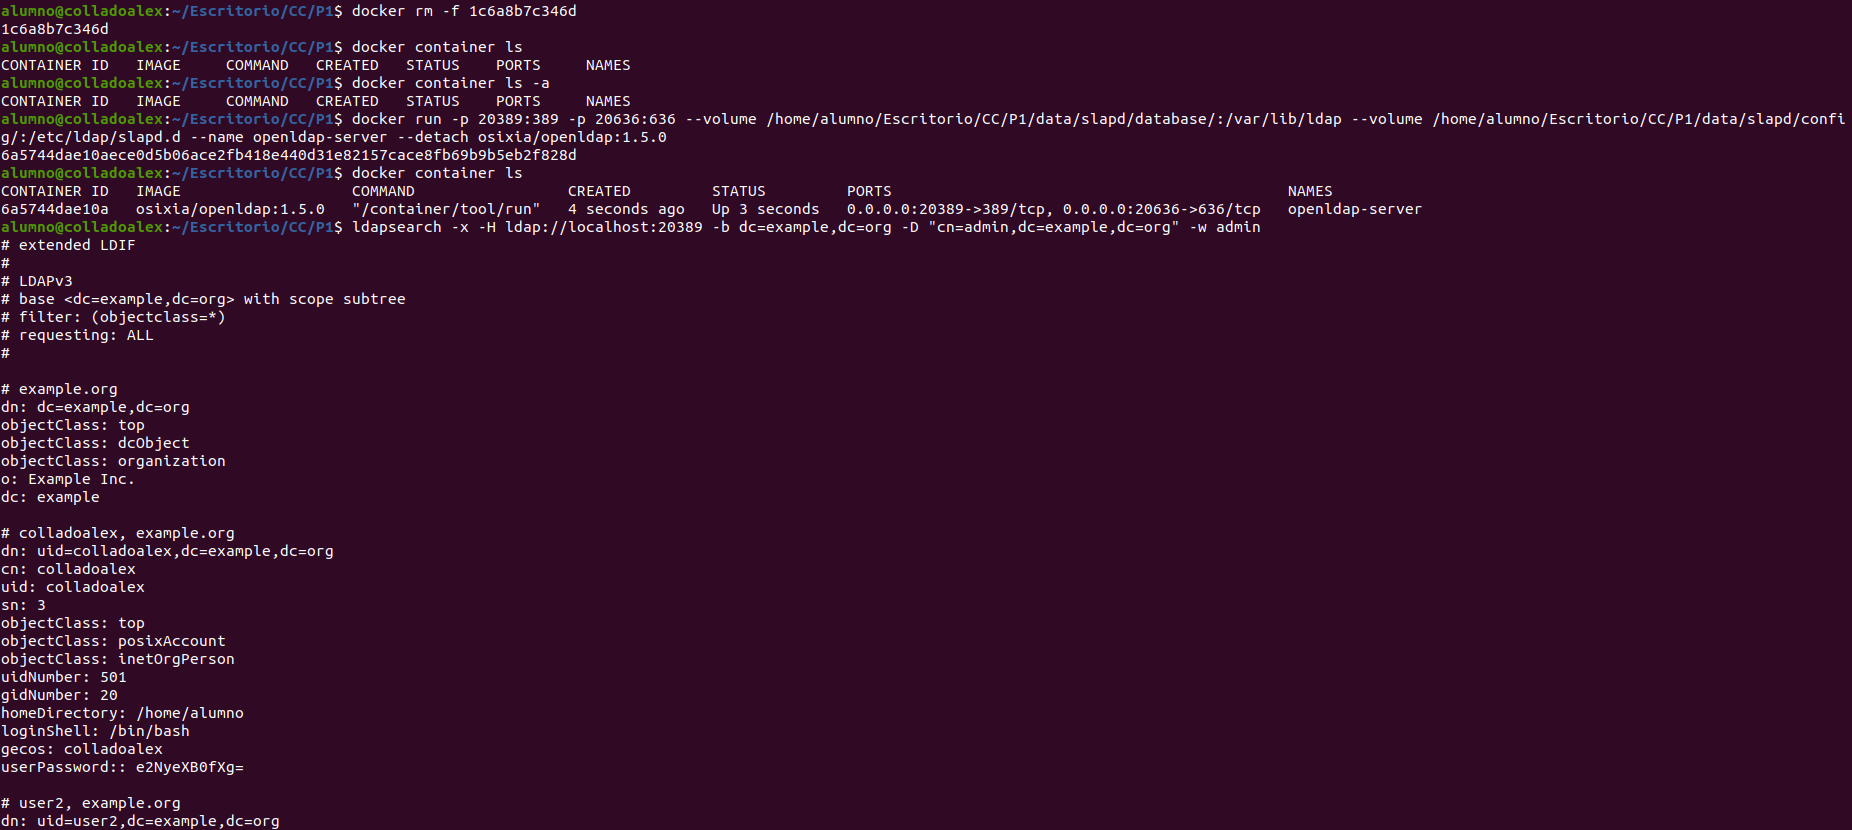 alumno@colladoalex:~/Escritorio/CC/P1$ docker rm -f 1c6a8b7c346d
1c6a8b7c346d
alumno@colladoalex:~/Escritorio/CC/P1$ docker container ls
CONTAINER ID   IMAGE     COMMAND   CREATED   STATUS    PORTS     NAMES
alumno@colladoalex:~/Escritorio/CC/P1$ docker container ls -a
CONTAINER ID   IMAGE     COMMAND   CREATED   STATUS    PORTS     NAMES
alumno@colladoalex:~/Escritorio/CC/P1$ docker run -p 20389:389 -p 20636:636 --volume /home/alumno/Escritorio/CC/P1/data/slapd/database/:/var/lib/ldap --volume /home/alumno/Escritorio/CC/P1/data/slapd/confi
g/:/etc/ldap/slapd.d --name openldap-server --detach osixia/openldap:1.5.0
6a5744dae10aece0d5b06ace2fb418e440d31e82157cace8fb69b9b5eb2f828d
alumno@colladoalex:~/Escritorio/CC/P1$ docker container ls
CONTAINER ID   IMAGE                   COMMAND                 CREATED         STATUS         PORTS                                            NAMES
6a5744dae10a   osixia/openldap:1.5.0   "/container/tool/run"   4 seconds ago   Up 3 seconds   0.0.0.0:20389->389/tcp, 0.0.0.0:20636->636/tcp   openldap-server
alumno@colladoalex:~/Escritorio/CC/P1$ ldapsearch -x -H ldap://localhost:20389 -b dc=example,dc=org -D "cn=admin,dc=example,dc=org" -w admin
# extended LDIF
#
# LDAPv3
# base <dc=example,dc=org> with scope subtree
# filter: (objectclass=*)
# requesting: ALL
#
# example.org
dn: dc=example,dc=org
objectClass: top
objectClass: dcObject
objectClass: organization
o: Example Inc.
dc: example
# colladoalex, example.org
dn: uid=colladoalex,dc=example,dc=org
cn: colladoalex
uid: colladoalex
sn: 3
objectClass: top
objectClass: posixAccount
objectClass: inetOrgPerson
uidNumber: 501
gidNumber: 20
homeDirectory: /home/alumno
loginShell: /bin/bash
gecos: colladoalex
userPassword:: e2NyeXB0fXg=
# user2, example.org
dn: uid=user2,dc=example,dc=org